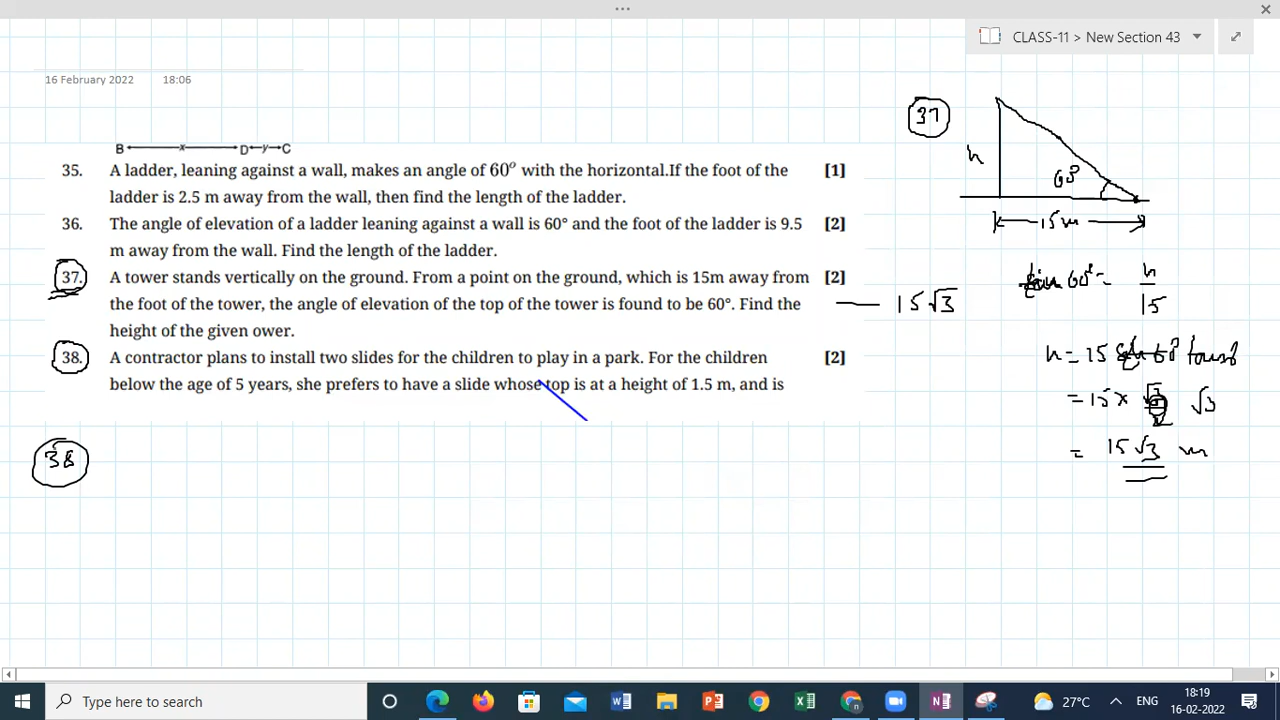 CLASS-11 > New Section 43
16 February 2022 18:06
B x D y C
35. A ladder, leaning against a wall, makes an angle of 60° with the horizontal.If the foot of the [1]
ladder is 2.5 m away from the wall, then find the length of the ladder.
36. The angle of elevation of a ladder leaning against a wall is 60° and the foot of the ladder is 9.5 [2]
m away from the wall. Find the length of the ladder.
37. A tower stands vertically on the ground. From a point on the ground, which is 15m away from [2]
the foot of the tower, the angle of elevation of the top of the tower is found to be 60°. Find the
height of the given ower.
15√3
38. A contractor plans to install two slides for the children to play in a park. For the children [2]
below the age of 5 years, she prefers to have a slide whose top is at a height of 1.5 m, and is
38
37
h
60°
15m
60° = h
15
h = 15 tan60
= 15 × √3
= 15√3 m
Type here to search
27°C
ENG
18:19
16-02-2022